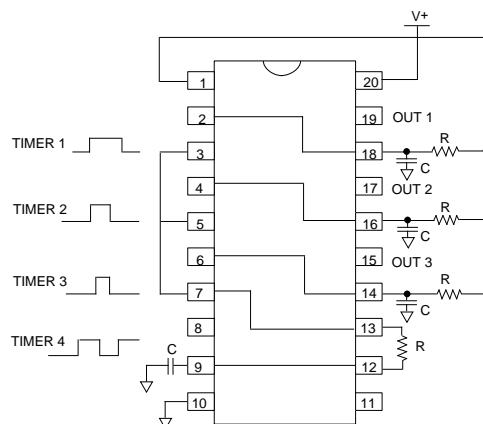 V+
1
20
2
19
OUT 1
TIMER 1
3
18
R
C
4
17
OUT 2
TIMER 2
5
16
R
C
6
15
OUT 3
TIMER 3
7
14
R
C
8
13
TIMER 4
C
9
12
R
10
11